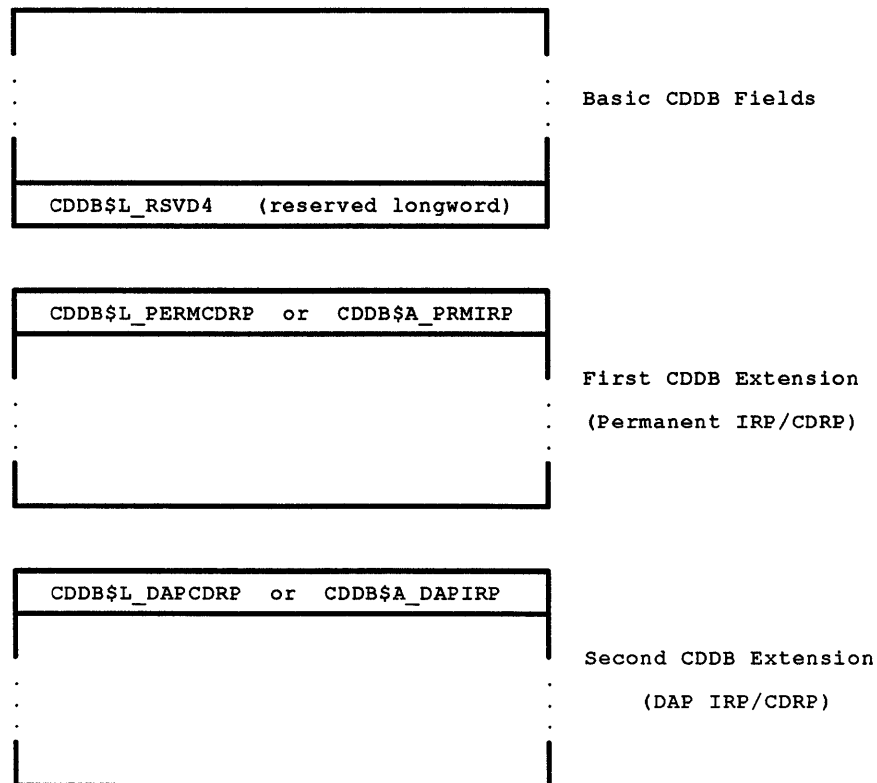 Basic CDDB Fields
CDDB$L_RSVD4 (reserved longword)
CDDB$L_PERMCDRP or CDDB$A_PRMIRP
First CDDB Extension
(Permanent IRP/CDRP)
CDDB$L_DAPCDRP or CDDB$A_DAPIRP
Second CDDB Extension
(DAP IRP/CDRP)